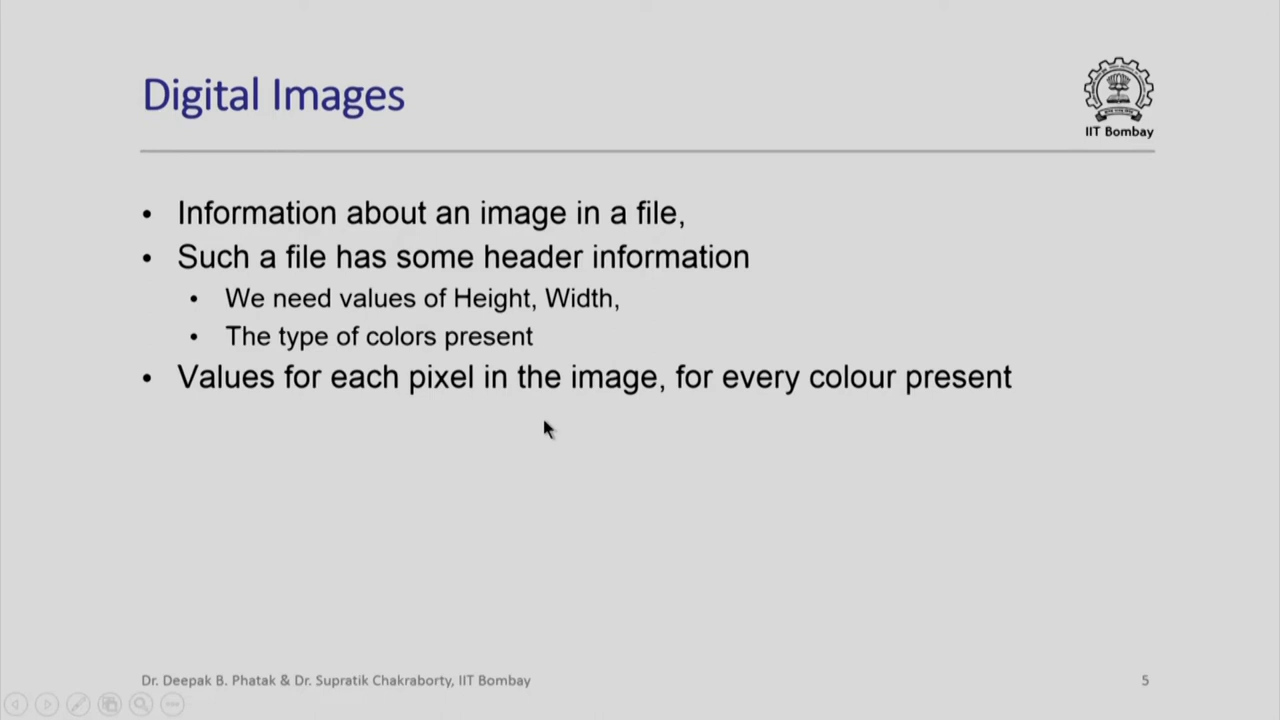 Digital Images
IIT Bombay
• Information about an image in a file,
• Such a file has some header information
• We need values of Height, Width,
• The type of colors present
• Values for each pixel in the image, for every colour present
Dr. Deepak B. Phatak & Dr. Supratik Chakraborty, IIT Bombay
5